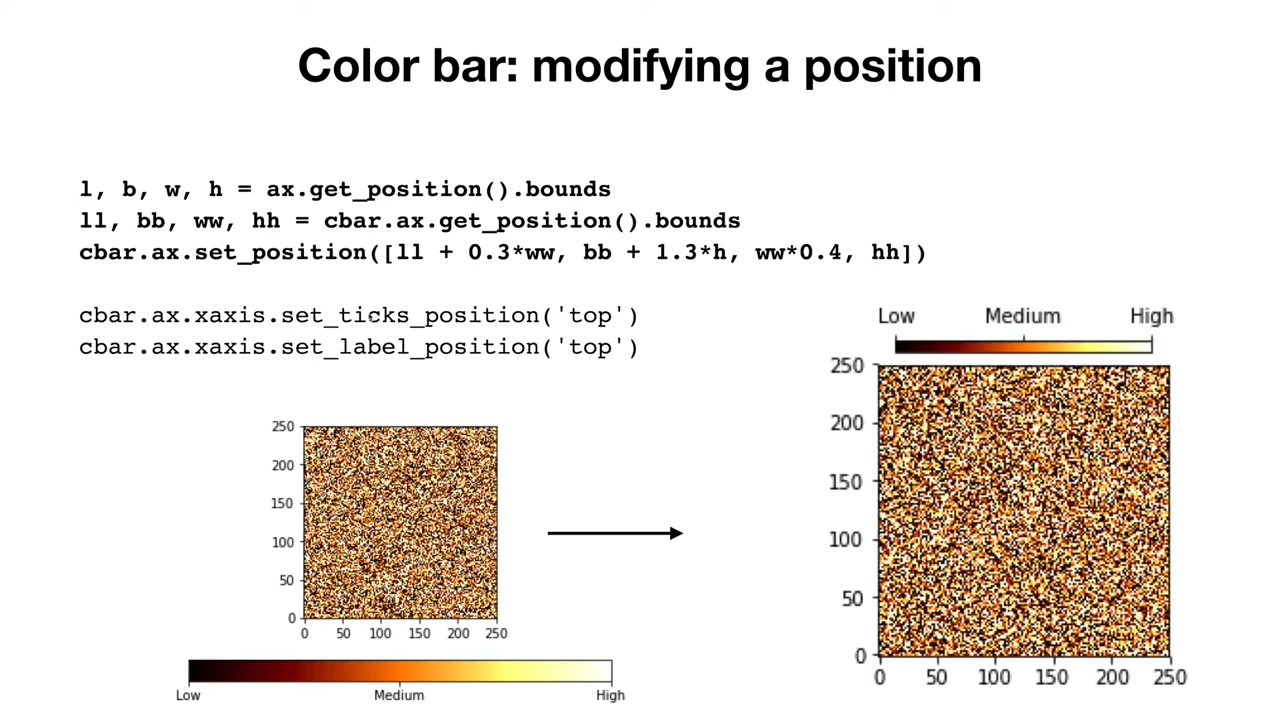 Color bar: modifying a position
l, b, w, h = ax.get_position().bounds
ll, bb, ww, hh = cbar.ax.get_position().bounds
cbar.ax.set_position([ll + 0.3*ww, bb + 1.3*h, ww*0.4, hh])
cbar.ax.xaxis.set_ticks_position('top')
cbar.ax.xaxis.set_label_position('top')
250
200
150
100
50
0
0 50 100 150 200 250
Low Medium High
Low Medium High
250
200
150
100
50
0
0 50 100 150 200 250